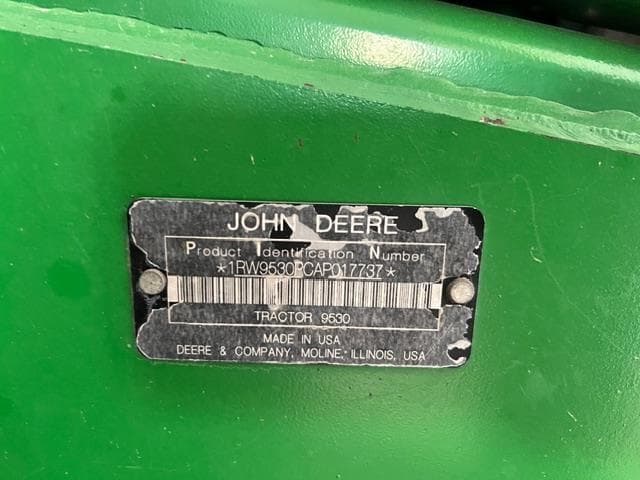 JOHN DEERE
Product Identification Number
*1RW9530PCAP017737*
TRACTOR 9530
MADE IN USA
DEERE & COMPANY, MOLINE, ILLINOIS, USA